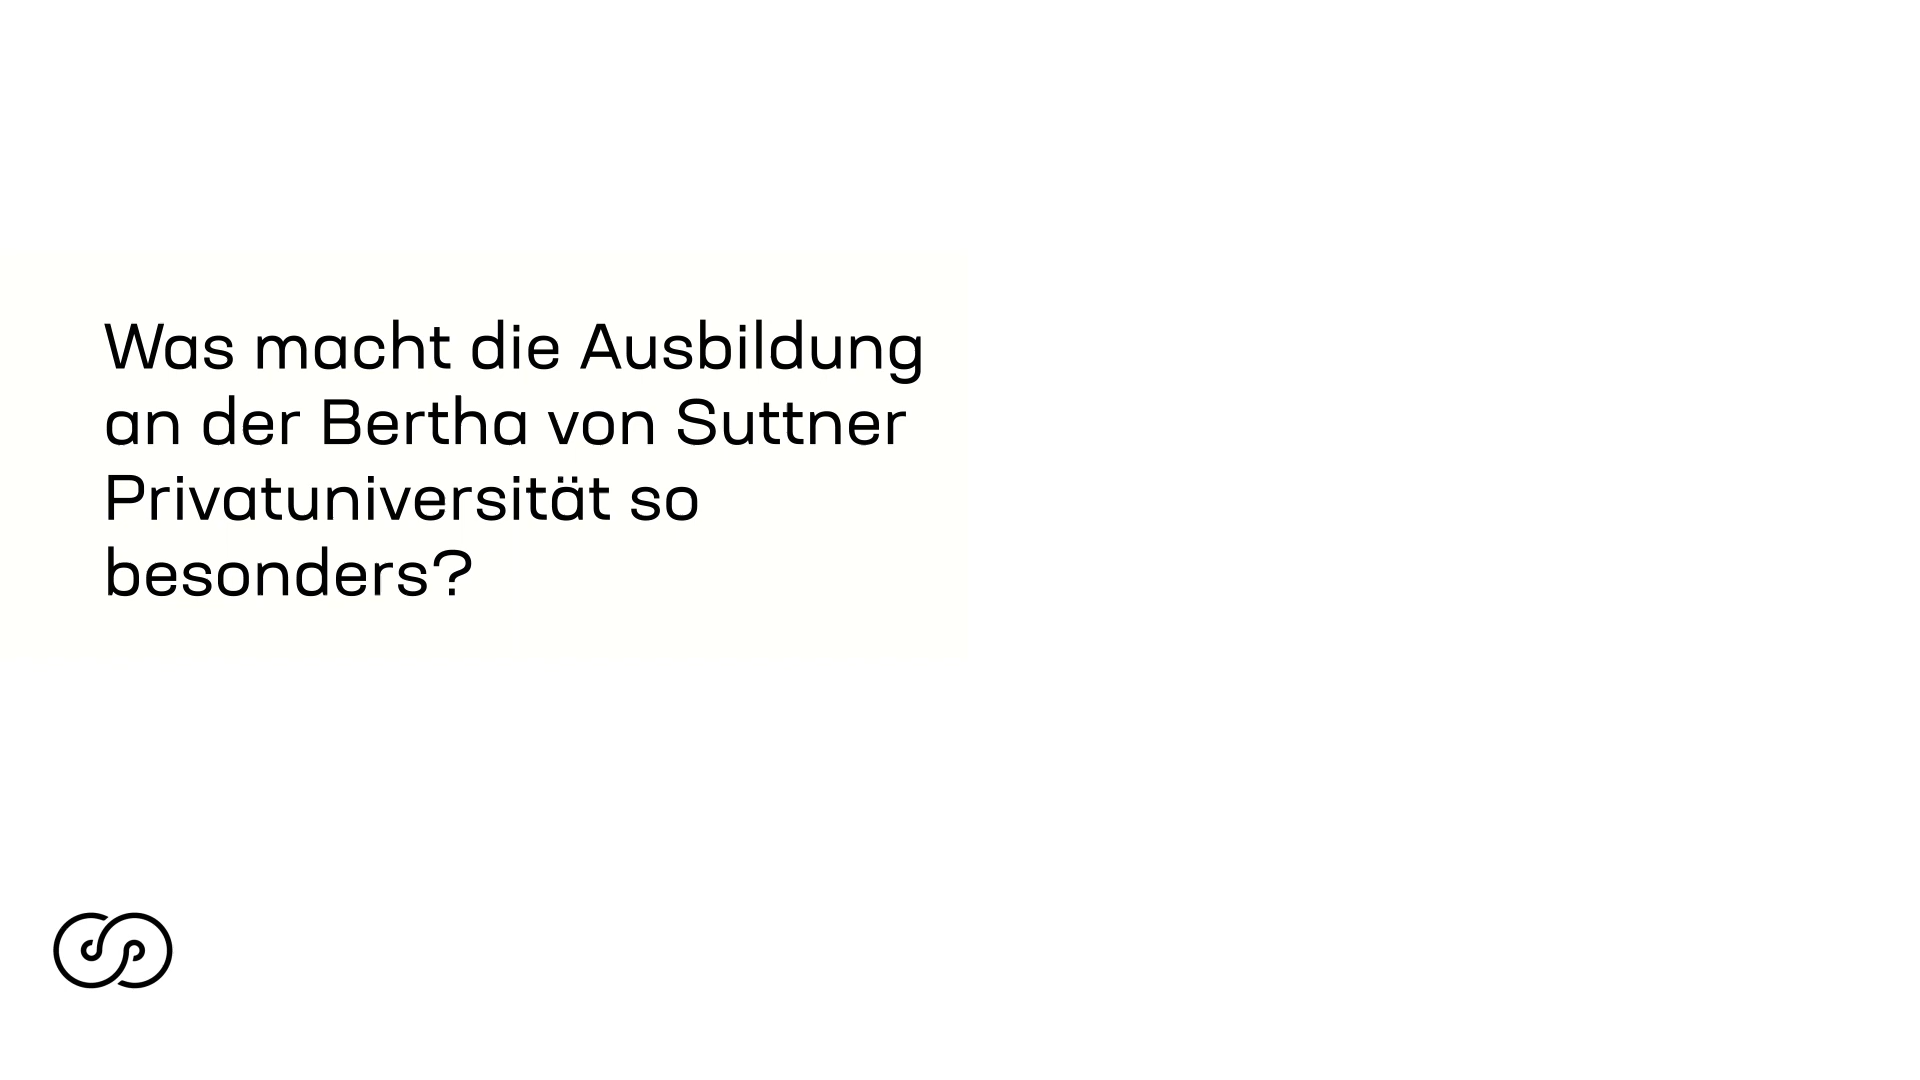 Was macht die Ausbildung
an der Bertha von Suttner
Privatuniversität so
besonders?